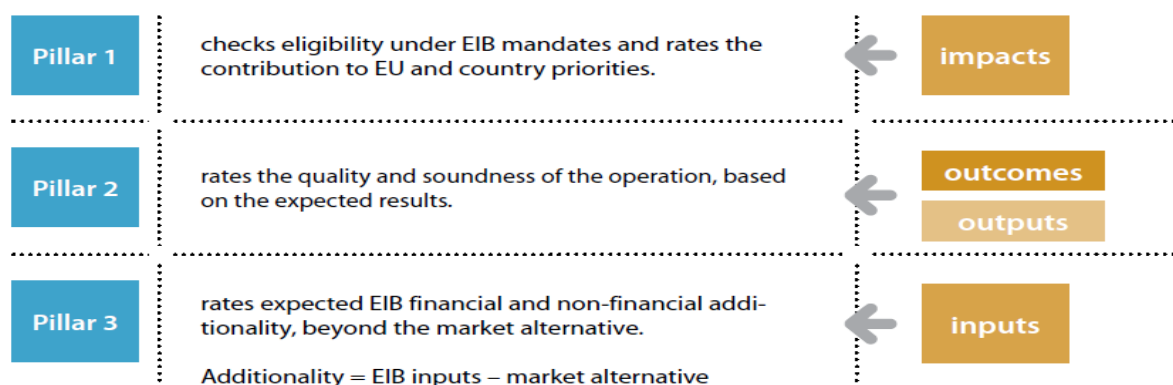 Pillar 1
checks eligibility under EIB mandates and rates the
contribution to EU and country priorities.
impacts
Pillar 2
rates the quality and soundness of the operation, based
on the expected results.
outcomes
outputs
Pillar 3
rates expected EIB financial and non-financial addi-
tionality, beyond the market alternative.
Additionality = EIB inputs – market alternative
inputs